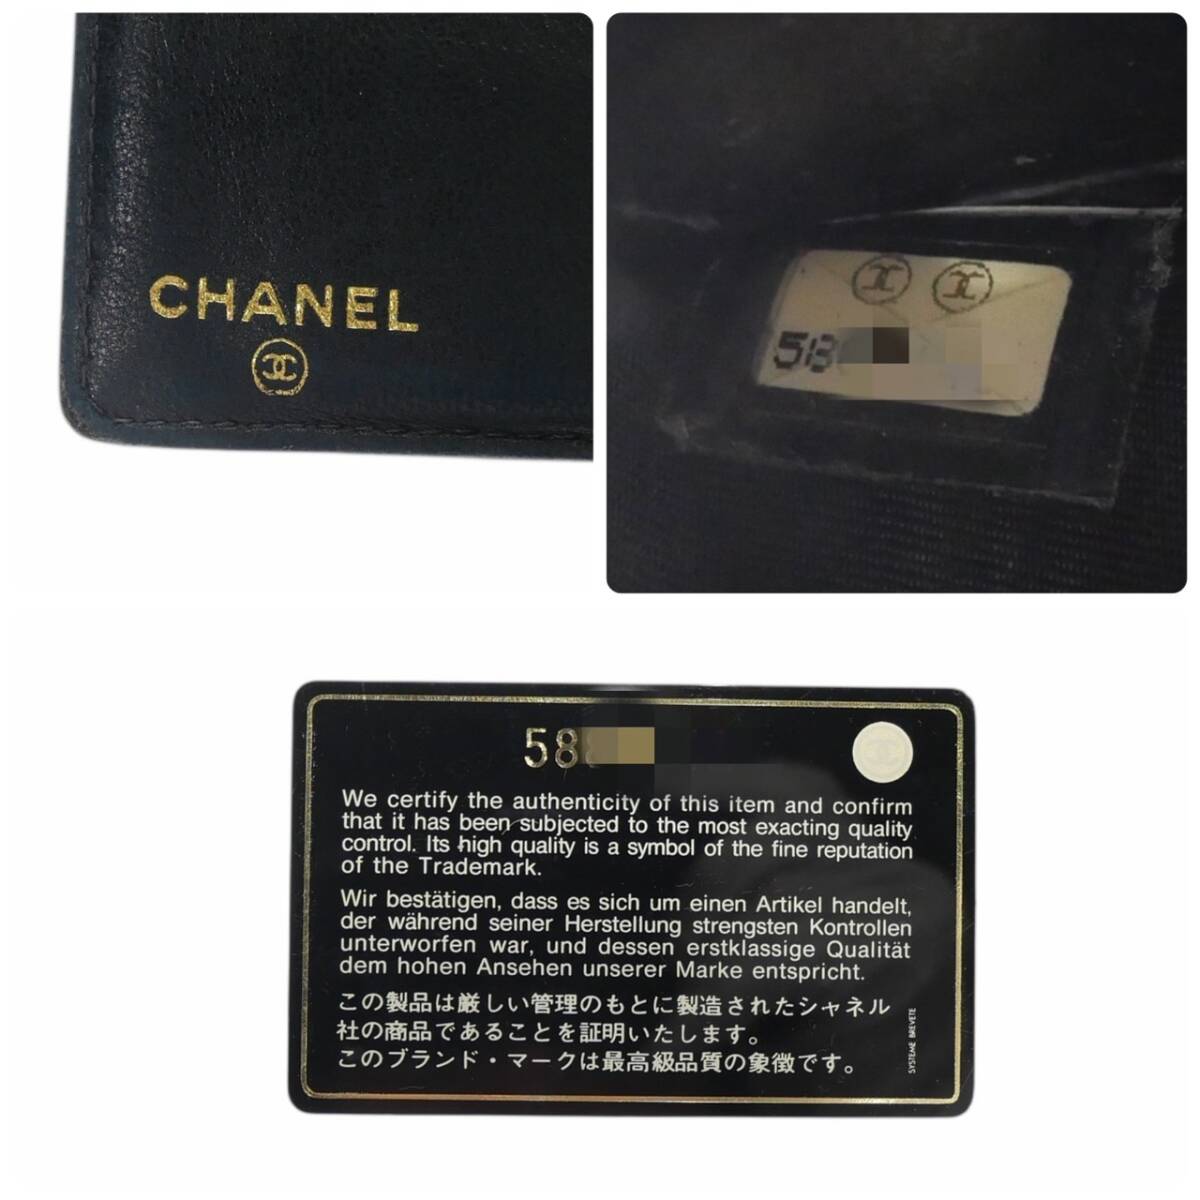 CHANEL
58
58
We certify the authenticity of this item and confirm
that it has been subjected to the most exacting quality
control. Its high quality is a symbol of the fine reputation
of the Trademark.
Wir bestätigen, dass es sich um einen Artikel handelt,
der während seiner Herstellung strengsten Kontrollen
unterworfen war, und dessen erstklassige Qualität
dem hohen Ansehen unserer Marke entspricht.
この製品は厳しい管理のもとに製造されたシャネル
社の商品であることを証明いたします。
このブランド・マークは最高級品質の象徴です。
SYSTEME BREVETE